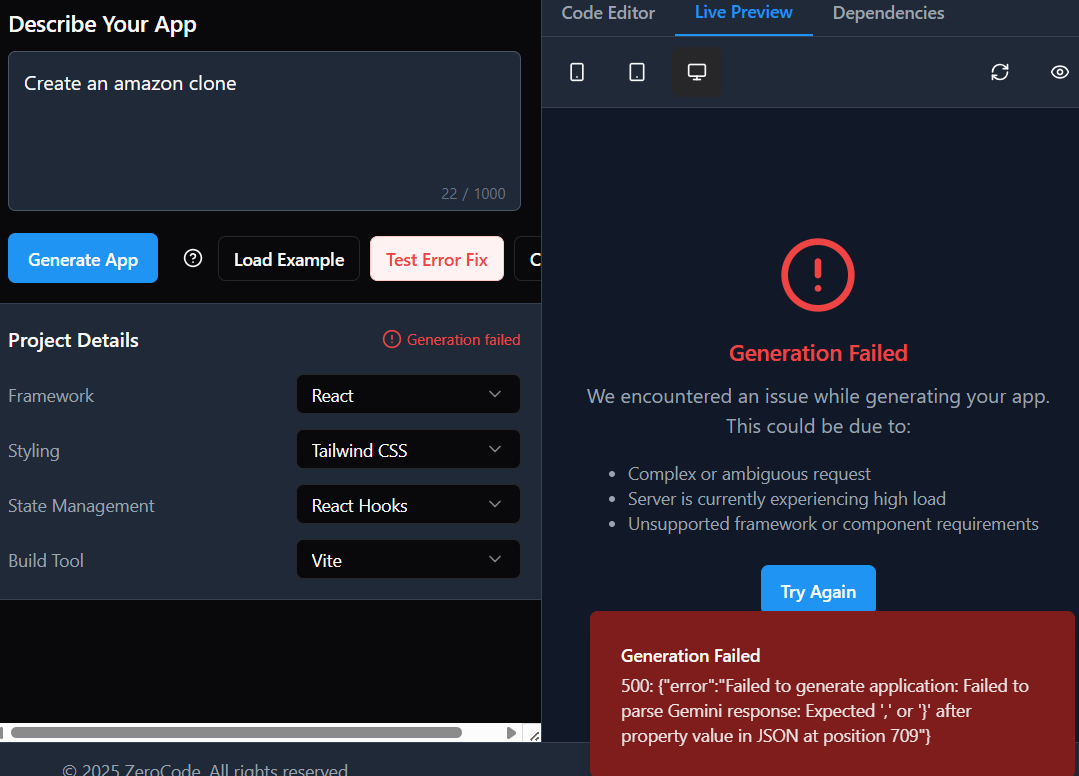 Describe Your App
Create an amazon clone
22 / 1000
Generate App
Load Example
Test Error Fix
C
Project Details
Generation failed
Framework
React
Styling
Tailwind CSS
State Management
React Hooks
Build Tool
Vite
© 2025 ZeroCode. All rights reserved
Code Editor
Live Preview
Dependencies
Generation Failed
We encountered an issue while generating your app.
This could be due to:
• Complex or ambiguous request
• Server is currently experiencing high load
• Unsupported framework or component requirements
Try Again
Generation Failed
500: {"error":"Failed to generate application: Failed to
parse Gemini response: Expected ',' or '}' after
property value in JSON at position 709"}